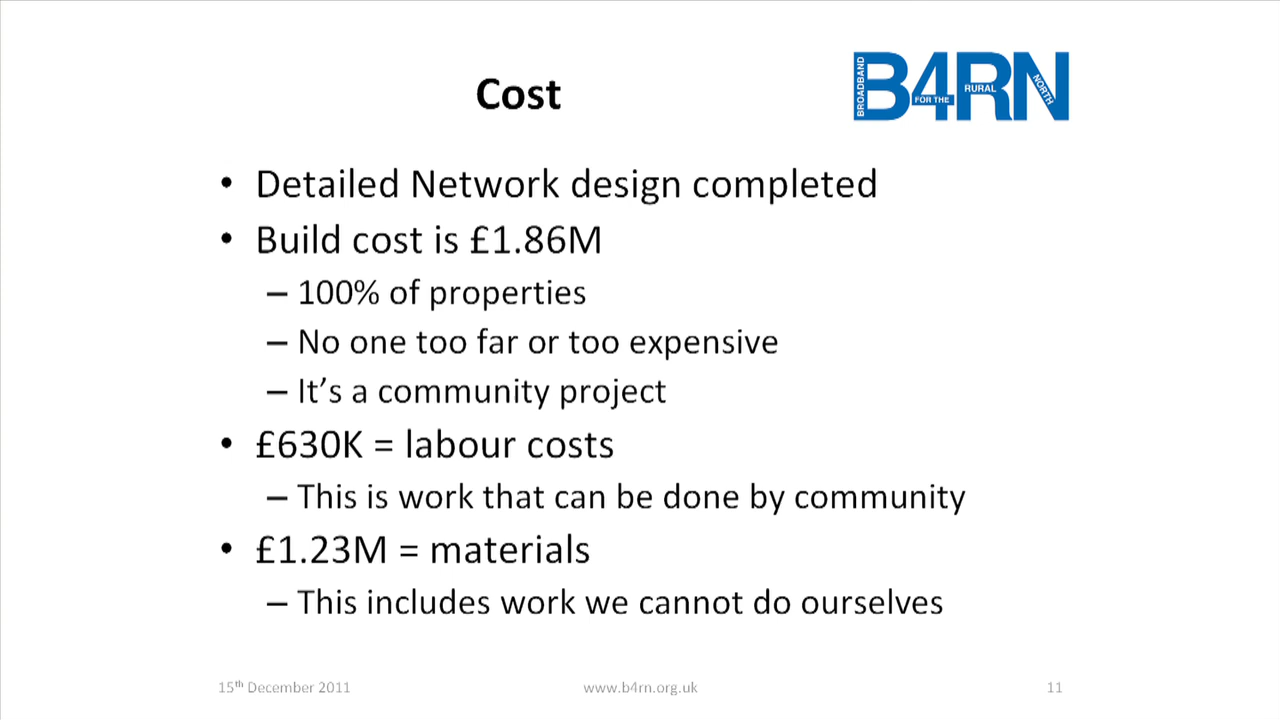 Cost
BROADBAND
B4RN
FOR THE
RURAL
NORTH
• Detailed Network design completed
• Build cost is £1.86M
– 100% of properties
– No one too far or too expensive
– It’s a community project
• £630K = labour costs
– This is work that can be done by community
• £1.23M = materials
– This includes work we cannot do ourselves
15th December 2011
www.b4rn.org.uk
11